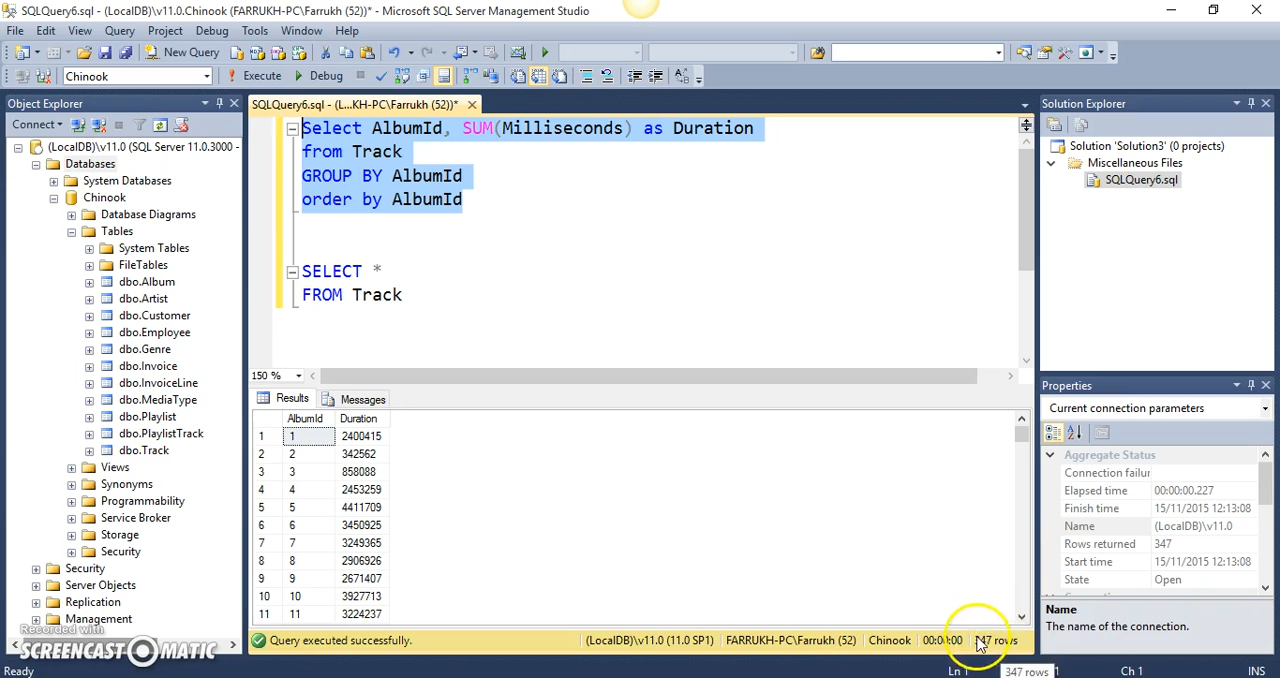 SQLQuery6.sql - (LocalDB)\v11.0.Chinook (FARRUKH-PC\Farrukh (52))* - Microsoft SQL Server Management Studio
File Edit View Query Project Debug Tools Window Help
New Query
Chinook Execute Debug
Object Explorer
Connect
(LocalDB)\v11.0 (SQL Server 11.0.3000 -
Databases
System Databases
Chinook
Database Diagrams
Tables
System Tables
FileTables
dbo.Album
dbo.Artist
dbo.Customer
dbo.Employee
dbo.Genre
dbo.Invoice
dbo.InvoiceLine
dbo.MediaType
dbo.Playlist
dbo.PlaylistTrack
dbo.Track
Views
Synonyms
Programmability
Service Broker
Storage
Security
Security
Server Objects
Replication
Management
Recorded with
SCREENCAST-O-MATIC
SQLQuery6.sql - (L...KH-PC\Farrukh (52))*
Select AlbumId, SUM(Milliseconds) as Duration
from Track
GROUP BY AlbumId
order by AlbumId
SELECT *
FROM Track
150 %
Results Messages
AlbumId Duration
1 1 2400415
2 2 342562
3 3 858088
4 4 2453259
5 5 4411709
6 6 3450925
7 7 3249365
8 8 2906926
9 9 2671407
10 10 3927713
11 11 3224237
Query executed successfully. (LocalDB)\v11.0 (11.0 SP1) FARRUKH-PC\Farrukh (52) Chinook 00:00:00 rows
347 rows
Solution Explorer
Solution 'Solution3' (0 projects)
Miscellaneous Files
SQLQuery6.sql
Properties
Current connection parameters
Aggregate Status
Connection failur
Elapsed time 00:00:00.227
Finish time 15/11/2015 12:13:08
Name (LocalDB)\v11.0
Rows returned 347
Start time 15/11/2015 12:13:08
State Open
Name
The name of the connection.
Ready Ln 1 Ch 1 INS